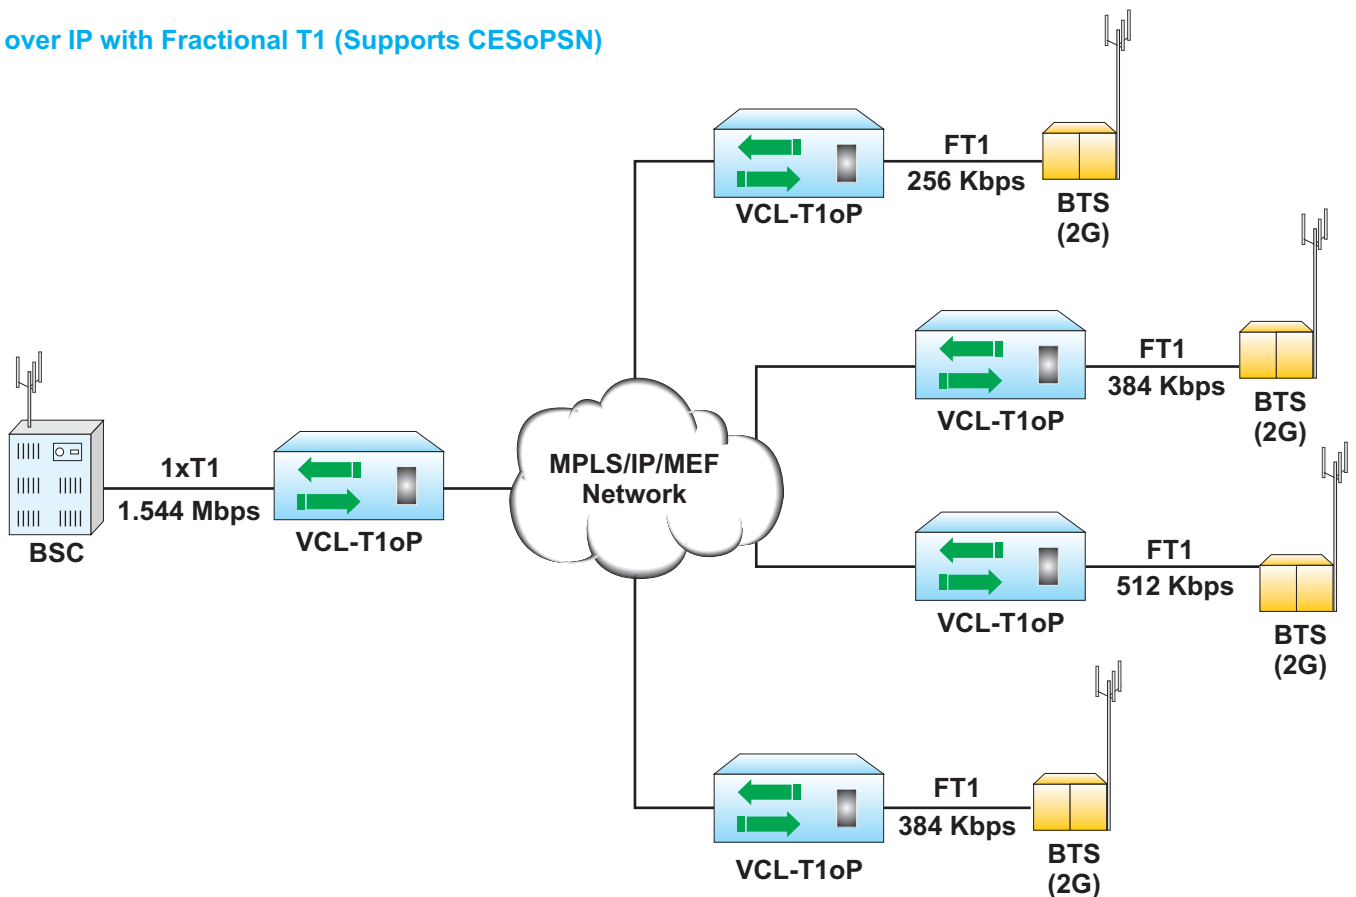 over IP with Fractional T1 (Supports CESoPSN)
FT1
256 Kbps
VCL-T1oP
BTS
(2G)
FT1
384 Kbps
VCL-T1oP
BTS
(2G)
1xT1
1.544 Mbps
BSC
VCL-T1oP
MPLS/IP/MEF
Network
FT1
512 Kbps
VCL-T1oP
BTS
(2G)
FT1
384 Kbps
VCL-T1oP
BTS
(2G)